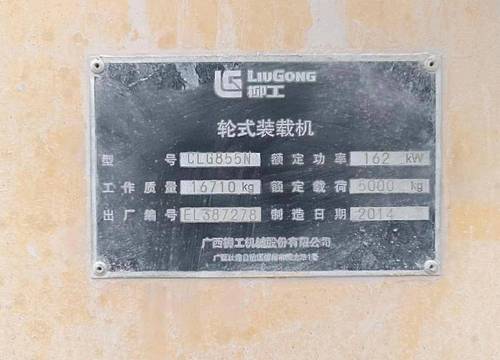 LIUGONG
柳工
轮式装载机
型 号 CLG855N 额定功率 162 kW
工作质量 16710 kg 额定载荷 5000 kg
出厂编号 EL387278 制造日期 2014
广西柳工机械股份有限公司